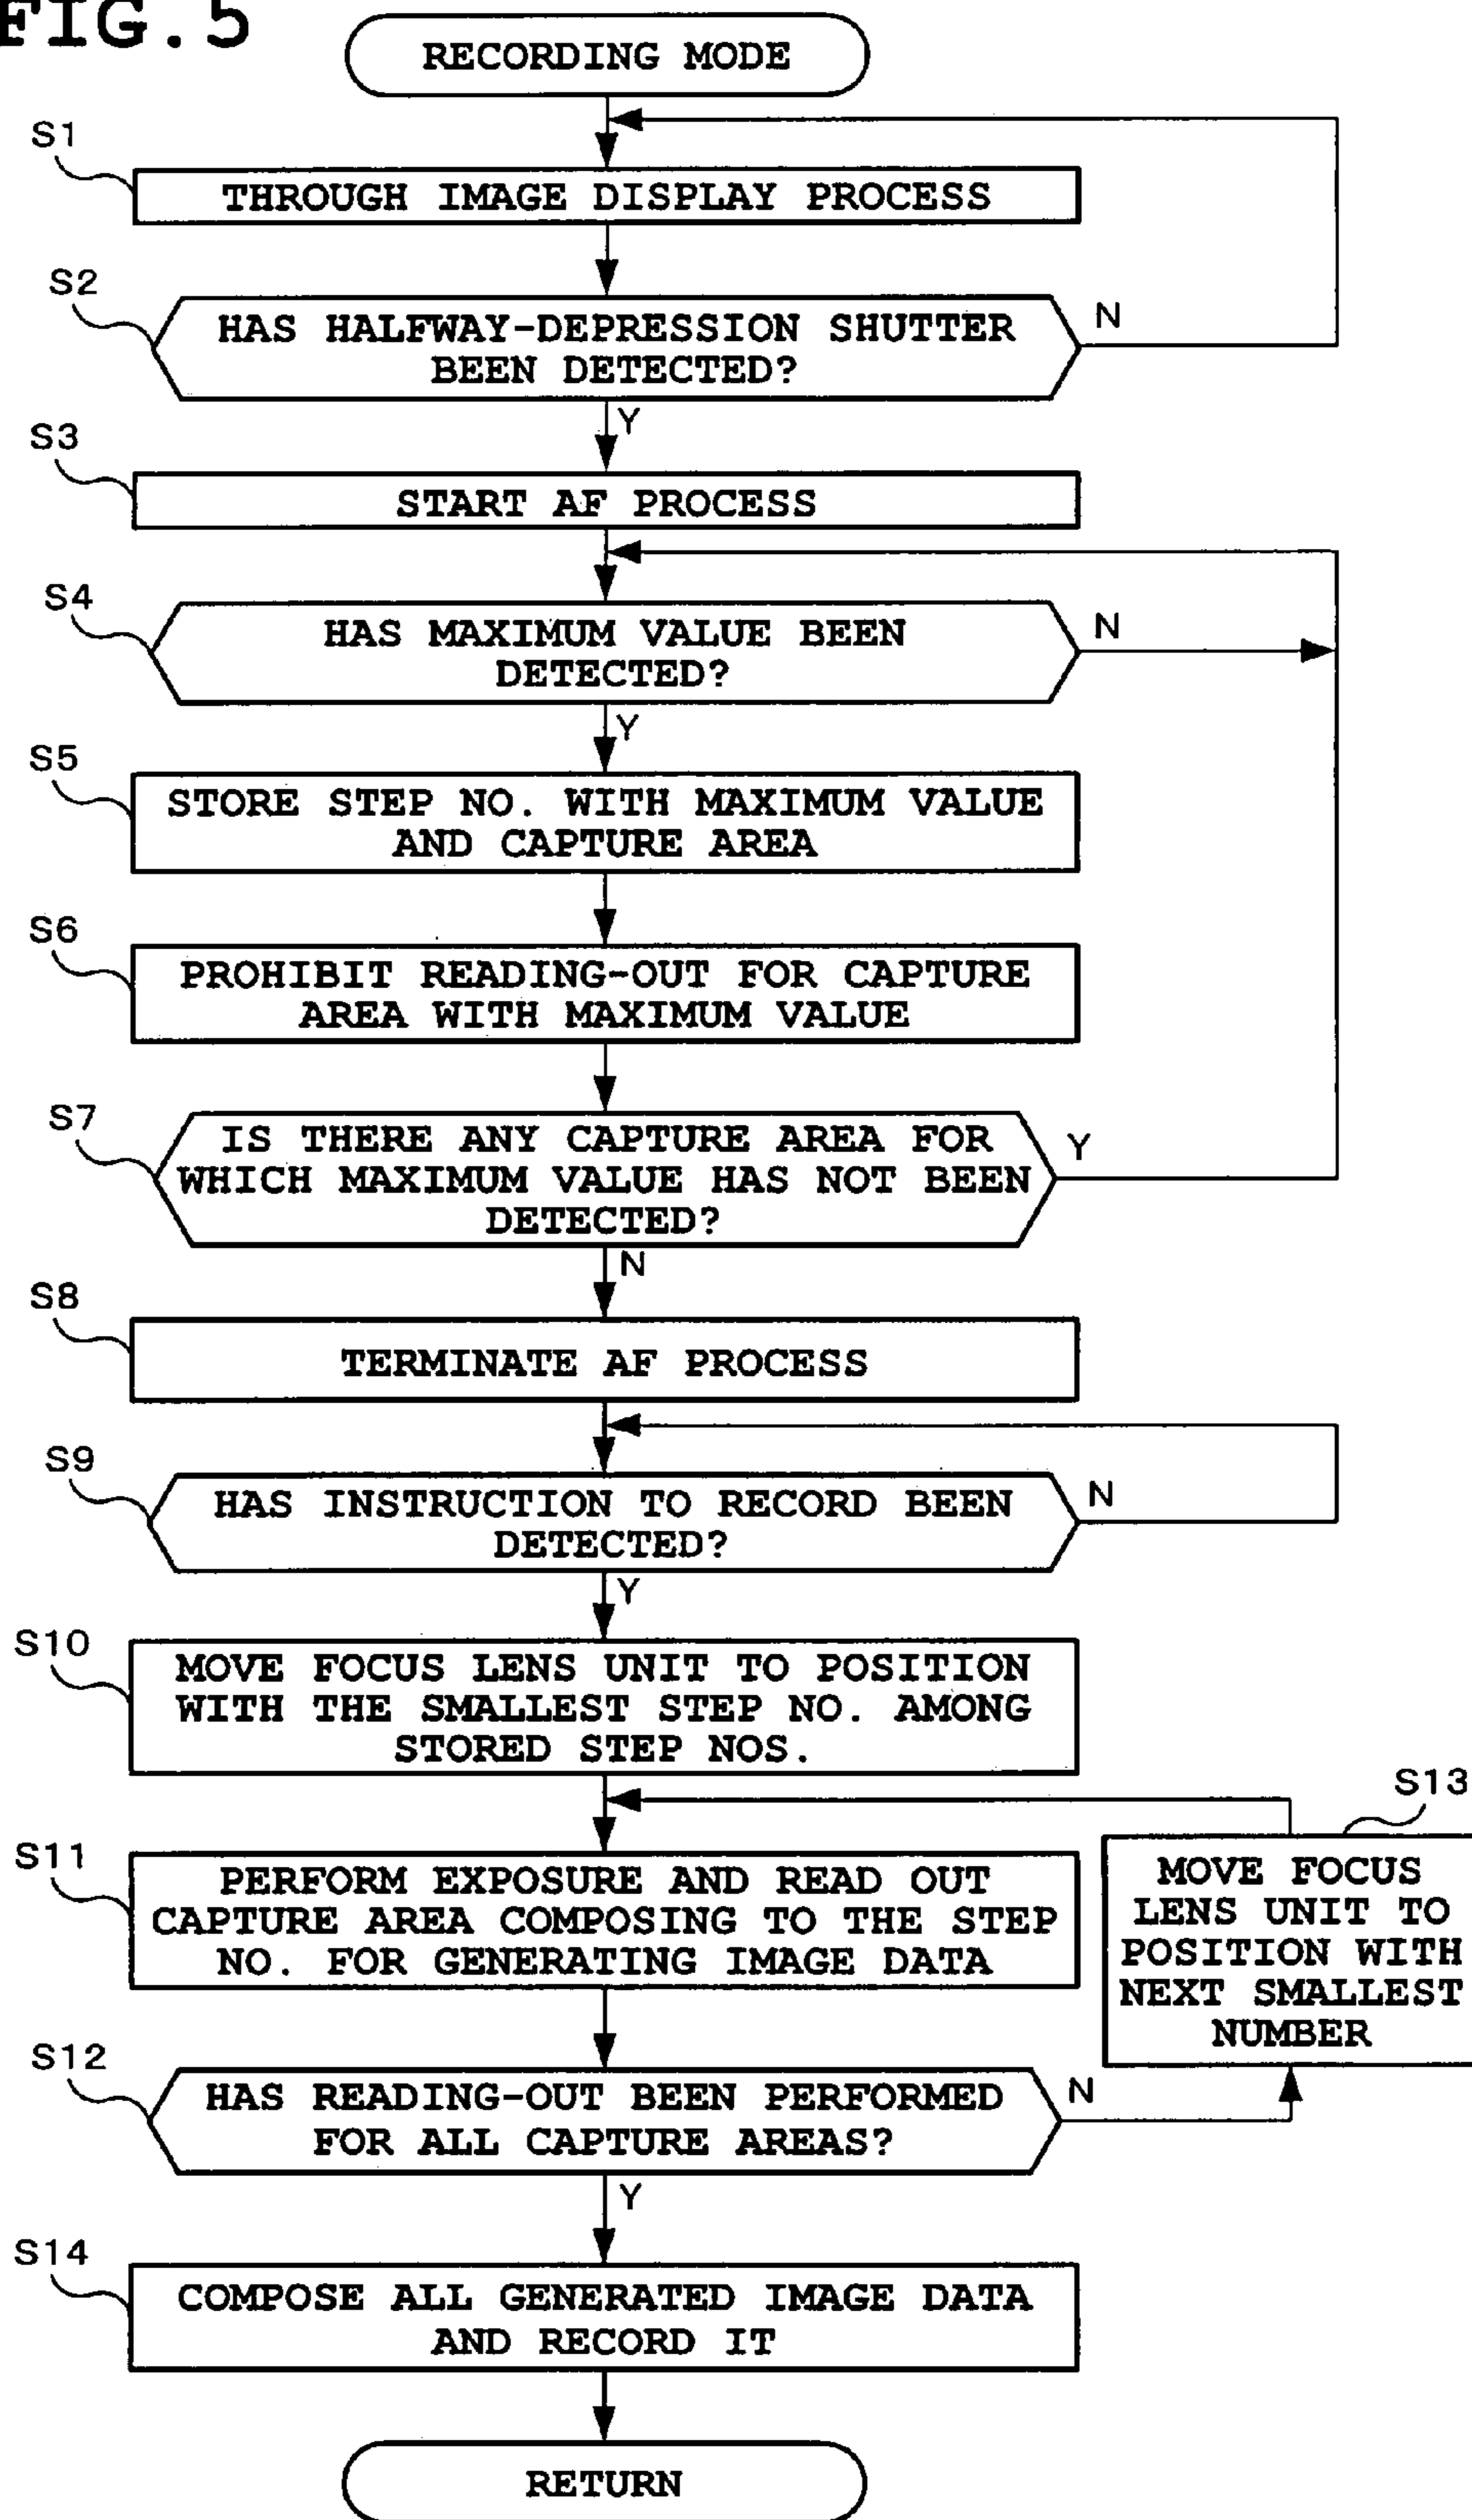 FIG.5
RECORDING MODE
S1
THROUGH IMAGE DISPLAY PROCESS
S2
HAS HALFWAY-DEPRESSION SHUTTER
BEEN DETECTED?
N
Y
S3
START AF PROCESS
S4
HAS MAXIMUM VALUE BEEN
DETECTED?
N
Y
S5
STORE STEP NO. WITH MAXIMUM VALUE
AND CAPTURE AREA
S6
PROHIBIT READING-OUT FOR CAPTURE
AREA WITH MAXIMUM VALUE
S7
IS THERE ANY CAPTURE AREA FOR
WHICH MAXIMUM VALUE HAS NOT BEEN
DETECTED?
Y
N
S8
TERMINATE AF PROCESS
S9
HAS INSTRUCTION TO RECORD BEEN
DETECTED?
N
Y
S10
MOVE FOCUS LENS UNIT TO POSITION
WITH THE SMALLEST STEP NO. AMONG
STORED STEP NOS.
S11
PERFORM EXPOSURE AND READ OUT
CAPTURE AREA COMPOSING TO THE STEP
NO. FOR GENERATING IMAGE DATA
S13
MOVE FOCUS
LENS UNIT TO
POSITION WITH
NEXT SMALLEST
NUMBER
S12
HAS READING-OUT BEEN PERFORMED
FOR ALL CAPTURE AREAS?
N
Y
S14
COMPOSE ALL GENERATED IMAGE DATA
AND RECORD IT
RETURN